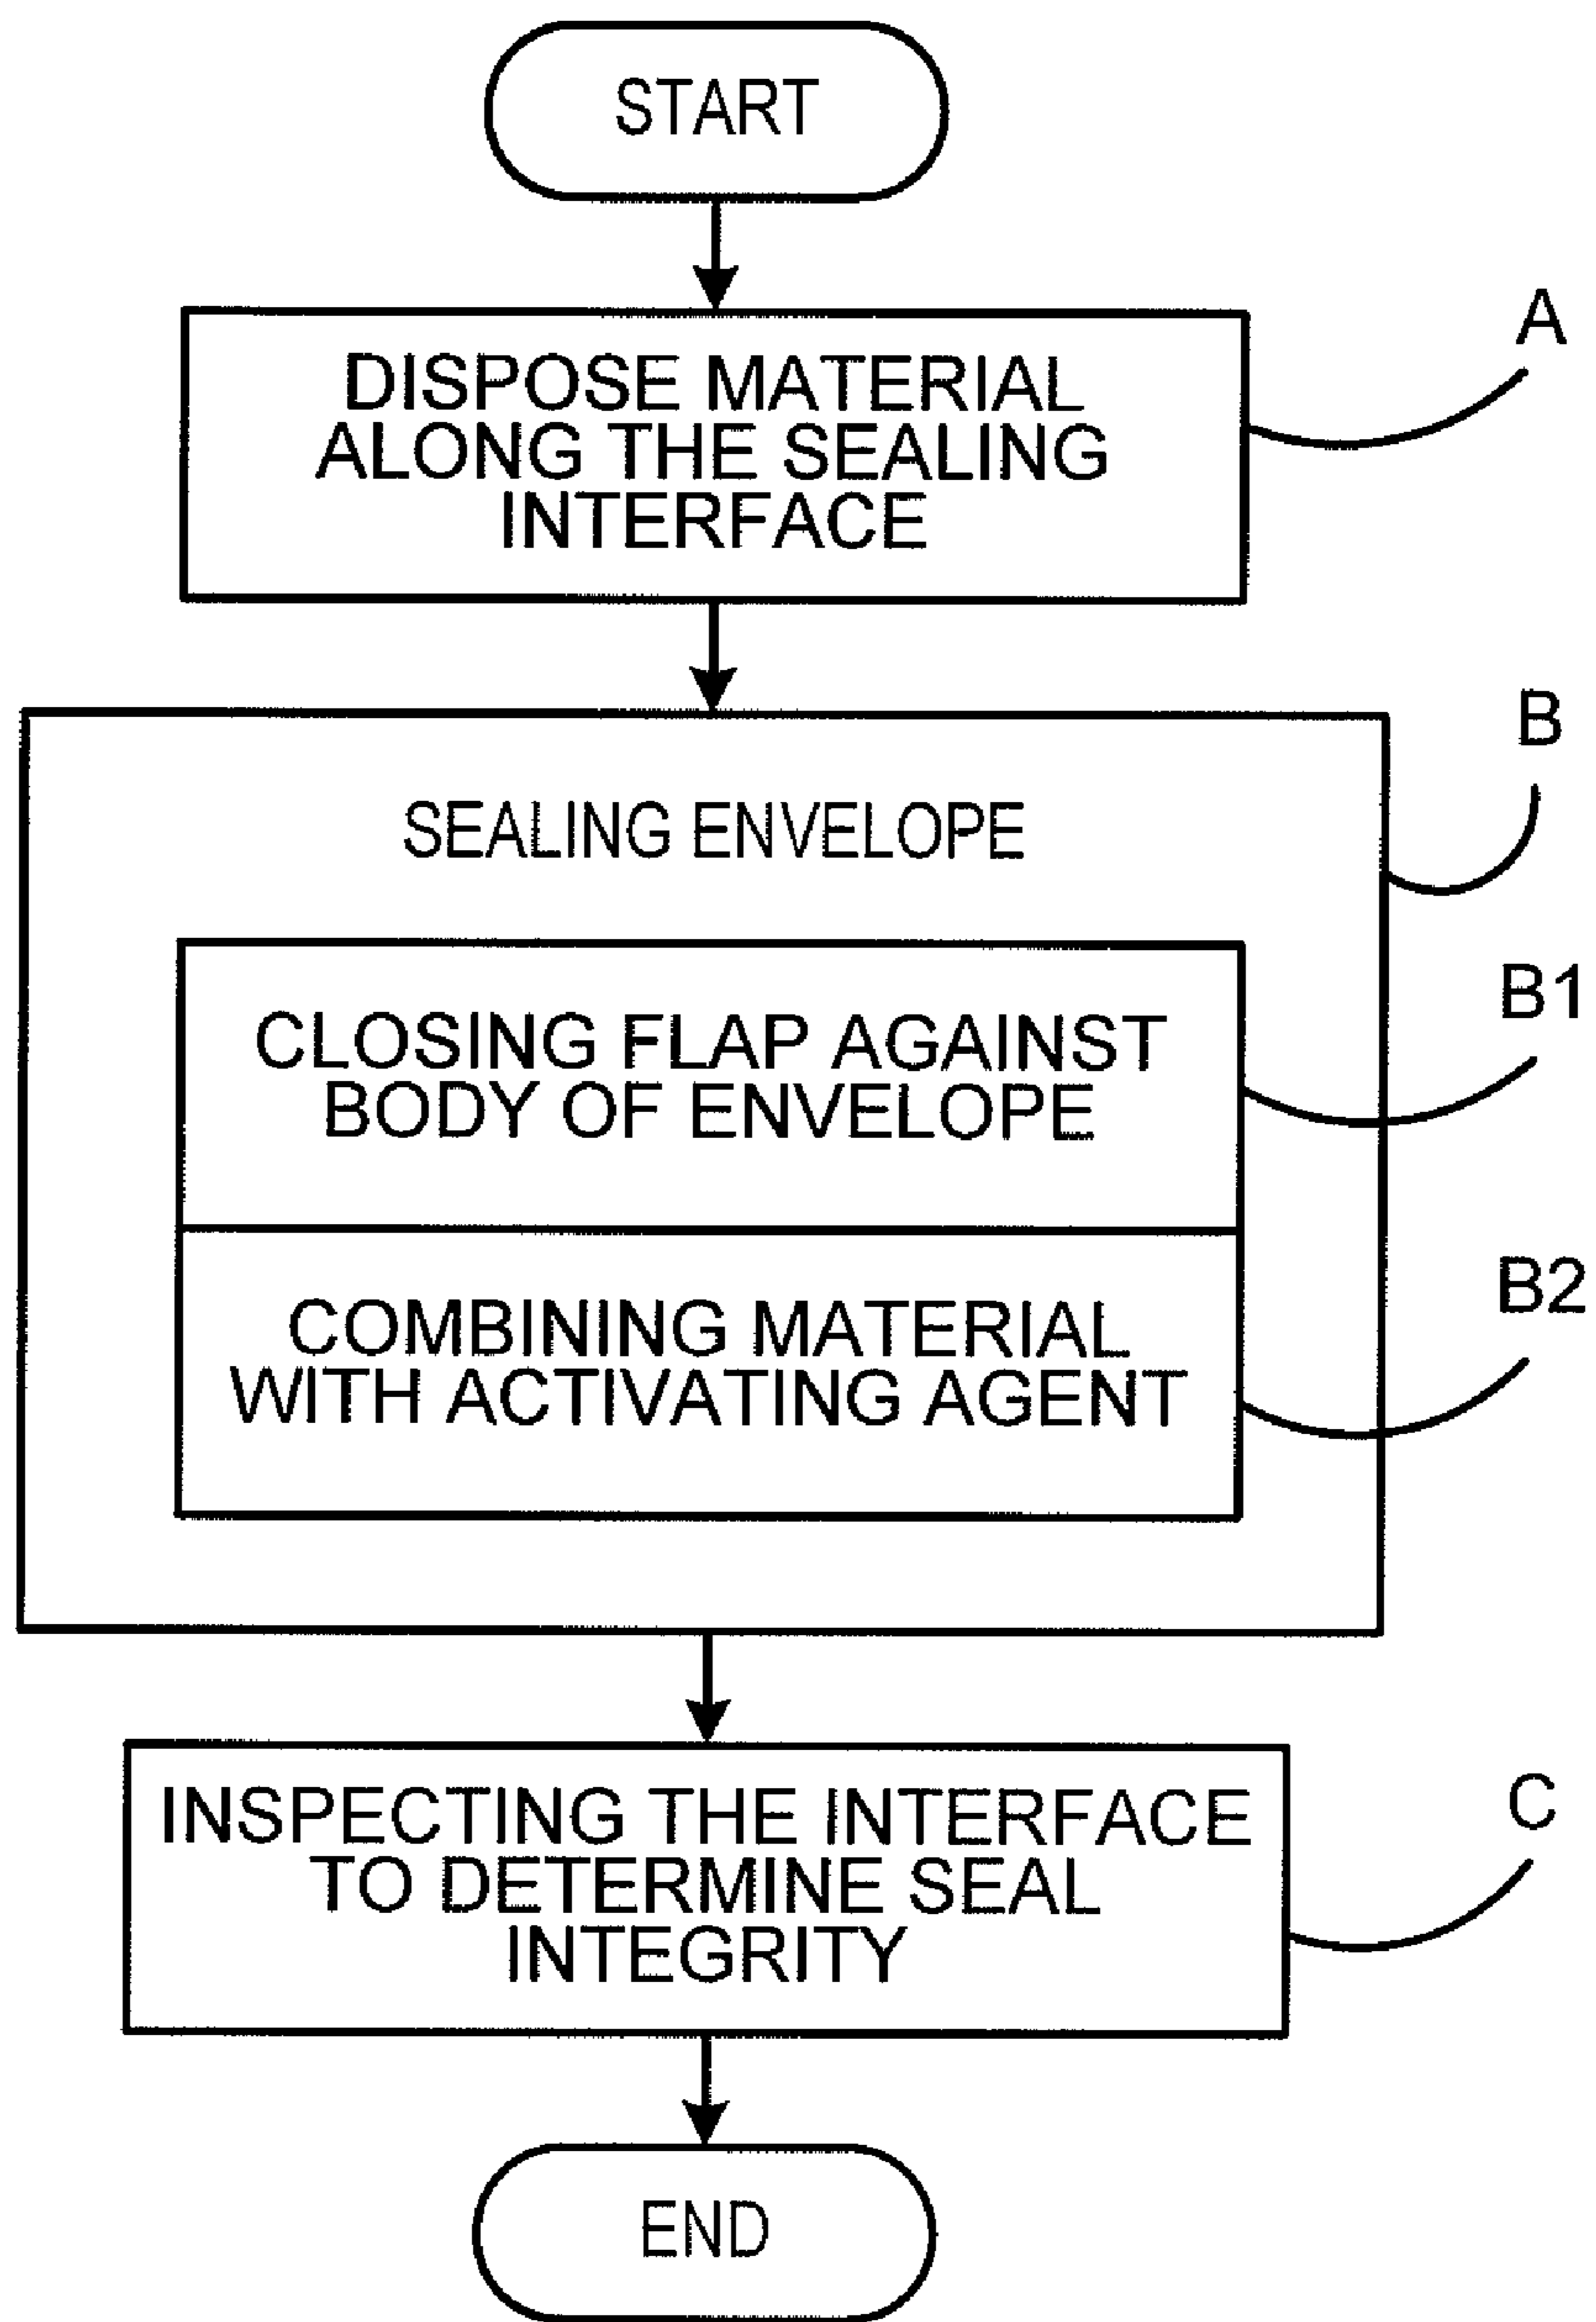 START
DISPOSE MATERIAL
ALONG THE SEALING
INTERFACE
A
SEALING ENVELOPE
B
CLOSING FLAP AGAINST
BODY OF ENVELOPE
B1
COMBINING MATERIAL
WITH ACTIVATING AGENT
B2
INSPECTING THE INTERFACE
TO DETERMINE SEAL
INTEGRITY
C
END